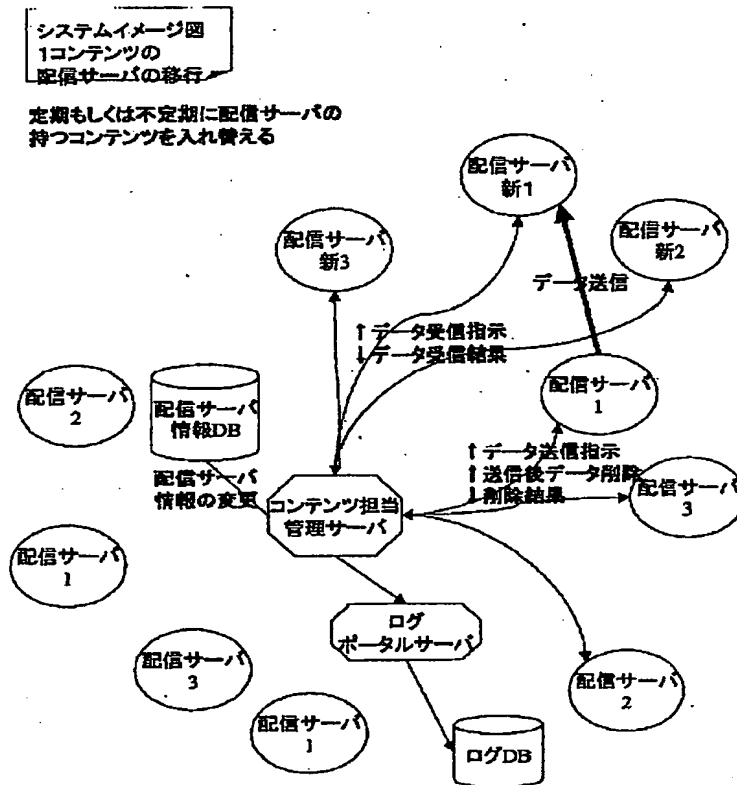 システムイメージ図
1コンテンツの
配信サーバの移行
定期もしくは不定期に配信サーバの
持つコンテンツを入れ替える
配信サーバ
新1
配信サーバ
新3
配信サーバ
新2
データ送信
↑データ受信指示
↓データ受信結果
配信サーバ
2
配信サーバ
情報DB
配信サーバ
1
配信サーバ
情報の変更
↑データ送信指示
↑送信後データ削除
↓削除結果
コンテンツ担当
管理サーバ
配信サーバ
3
配信サーバ
1
ログ
ポータルサーバ
配信サーバ
3
配信サーバ
2
配信サーバ
1
ログDB